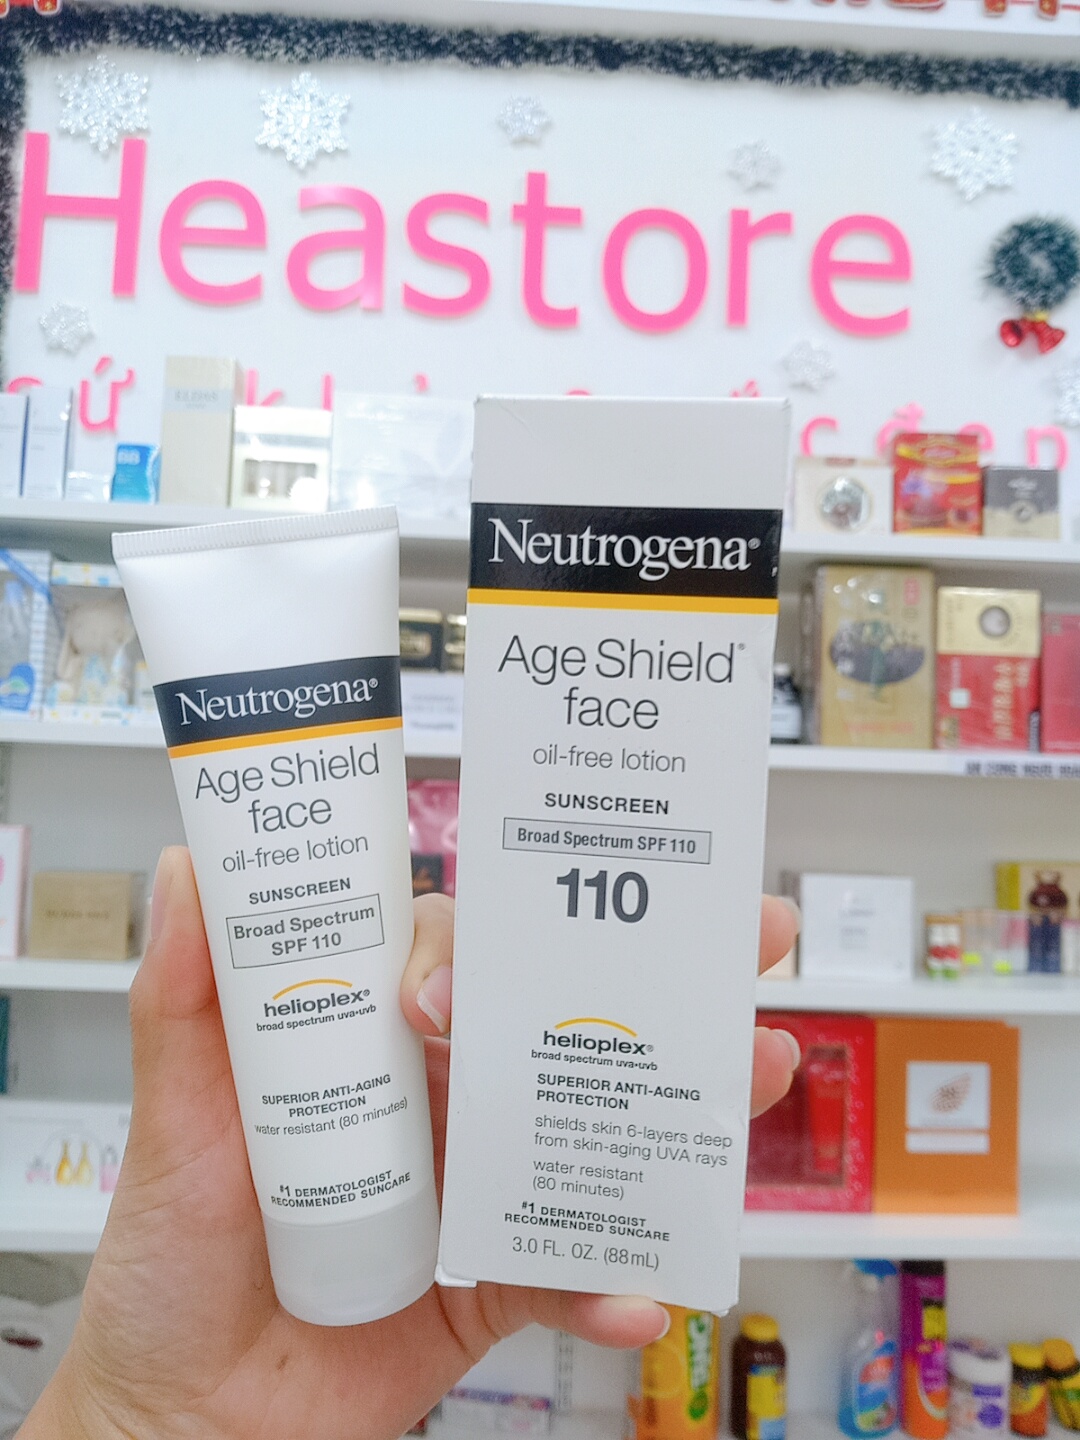 Heastore
Neutrogena®
Age Shield
face
oil-free lotion
SUNSCREEN
Broad Spectrum
SPF 110
helioplex®
broad spectrum uva•uvb
SUPERIOR ANTI-AGING
PROTECTION
water resistant (80 minutes)
#1 DERMATOLOGIST
RECOMMENDED SUNCARE
Neutrogena®
Age Shield®
face
oil-free lotion
SUNSCREEN
Broad Spectrum SPF 110
110
helioplex®
broad spectrum uva•uvb
SUPERIOR ANTI-AGING
PROTECTION
shields skin 6-layers deep
from skin-aging UVA rays
water resistant
(80 minutes)
#1 DERMATOLOGIST
RECOMMENDED SUNCARE
3.0 FL. OZ. (88mL)